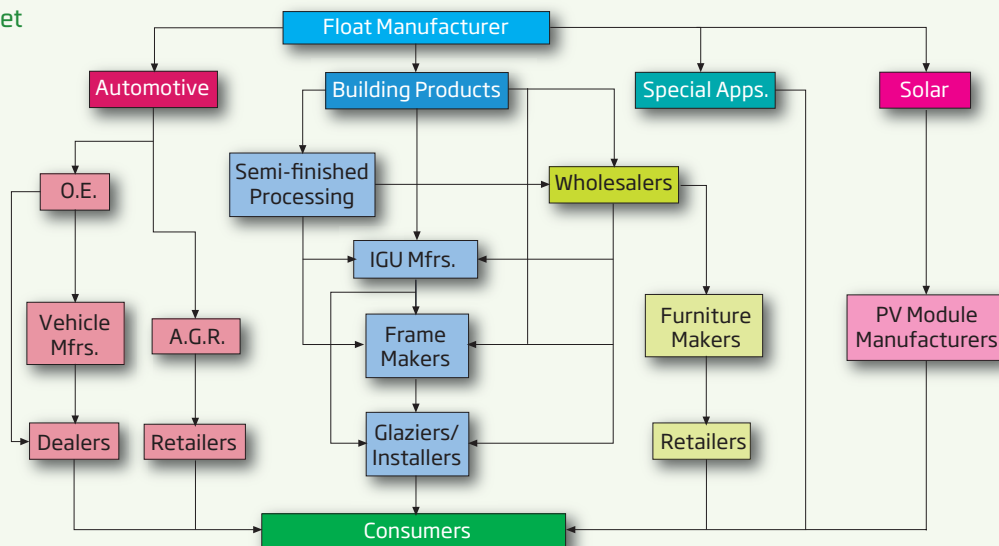 et
Float Manufacturer
Automotive
Building Products
Special Apps.
Solar
Semi-finished
Processing
Wholesalers
O.E.
IGU Mfrs.
Vehicle
Mfrs.
A.G.R.
Frame
Makers
Furniture
Makers
PV Module
Manufacturers
Dealers
Retailers
Glaziers/
Installers
Retailers
Consumers